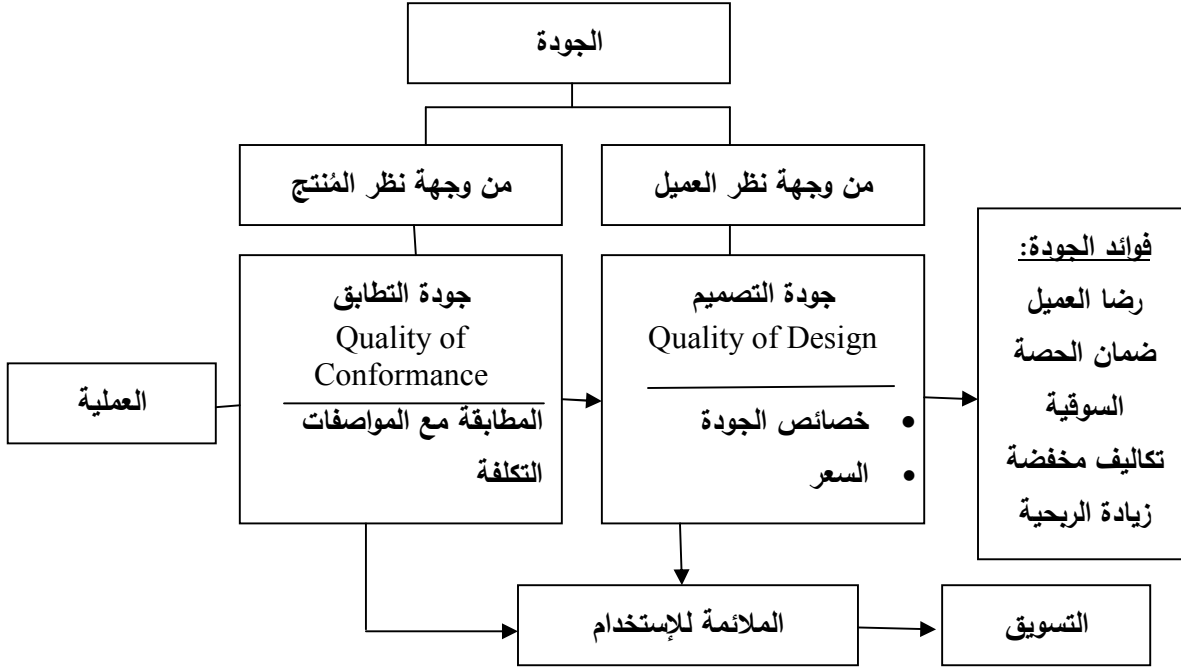 الجودة
من وجهة نظر العميل
من وجهة نظر المُنتج
جودة التصميم
Quality of Design
• خصائص الجودة
• السعر
جودة التطابق
Quality of
Conformance
المطابقة مع المواصفات
التكلفة
العملية
فوائد الجودة:
رضا العميل
ضمان الحصة
السوقية
تكاليف مخفضة
زيادة الربحية
الملائمة للإستخدام
التسويق